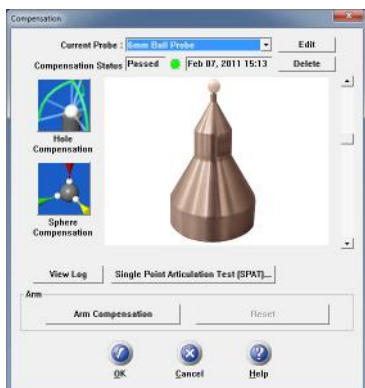 Compensation
Current Probe : 6mm Ball Probe Edit
Compensation Status Passed Feb 07, 2011 15:13 Delete
Hole
Compensation
Sphere
Compensation
View Log Single Point Articulation Test (SPAT)...
Arm
Arm Compensation Reset
OK Cancel Help